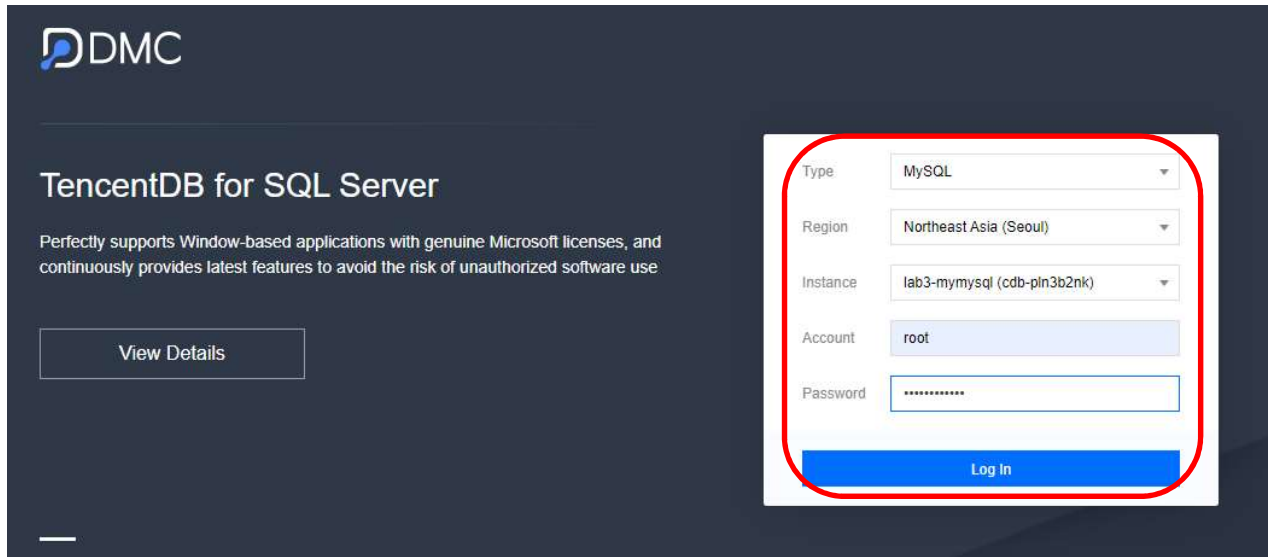 DMC
TencentDB for SQL Server
Perfectly supports Window-based applications with genuine Microsoft licenses, and
continuously provides latest features to avoid the risk of unauthorized software use
View Details
Type MySQL
Region Northeast Asia (Seoul)
Instance lab3-mymysql (cdb-pln3b2nk)
Account root
Password ••••••••••••
Log In